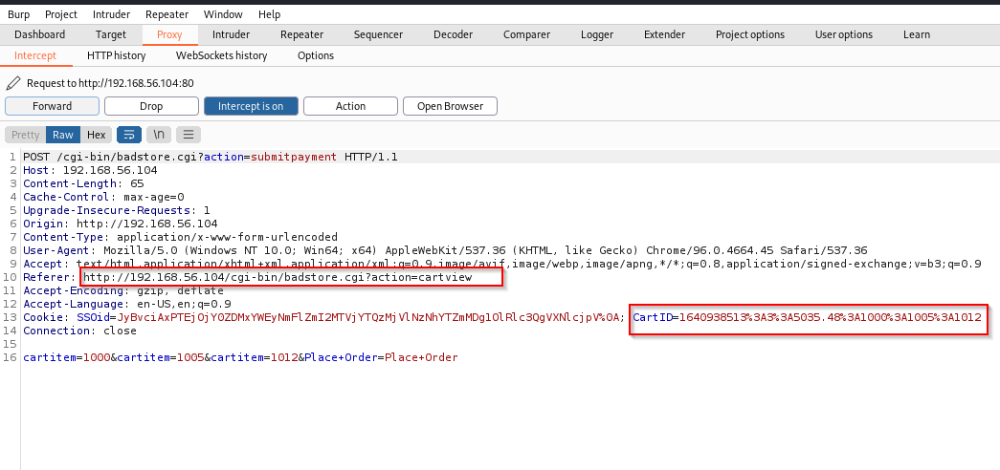 Burp Project Intruder Repeater Window Help
Dashboard Target Proxy Intruder Repeater Sequencer Decoder Comparer Logger Extender Project options User options Learn
Intercept HTTP history WebSockets history Options
Request to http://192.168.56.104:80
Forward Drop Intercept is on Action Open Browser
Pretty Raw Hex \n
1 POST /cgi-bin/badstore.cgi?action=submitpayment HTTP/1.1
2 Host: 192.168.56.104
3 Content-Length: 65
4 Cache-Control: max-age=0
5 Upgrade-Insecure-Requests: 1
6 Origin: http://192.168.56.104
7 Content-Type: application/x-www-form-urlencoded
8 User-Agent: Mozilla/5.0 (Windows NT 10.0; Win64; x64) AppleWebKit/537.36 (KHTML, like Gecko) Chrome/96.0.4664.45 Safari/537.36
9 Accept: text/html,application/xhtml+xml,application/xml;q=0.9,image/avif,image/webp,image/apng,*/*;q=0.8,application/signed-exchange;v=b3;q=0.9
10 Referer: http://192.168.56.104/cgi-bin/badstore.cgi?action=cartview
11 Accept-Encoding: gzip, deflate
12 Accept-Language: en-US,en;q=0.9
13 Cookie: SSOid=JyBvciAxPTEjOjY0ZDMxYWEyNmFlZmI2MTVjYTQzMjVlNzNhYTZmMDg1OlRlc3QgVXNlcjpV%0A; CartID=1640938513%3A3%3A5035.48%3A1000%3A1005%3A1012
14 Connection: close
15
16 cartitem=1000&cartitem=1005&cartitem=1012&Place+Order=Place+Order